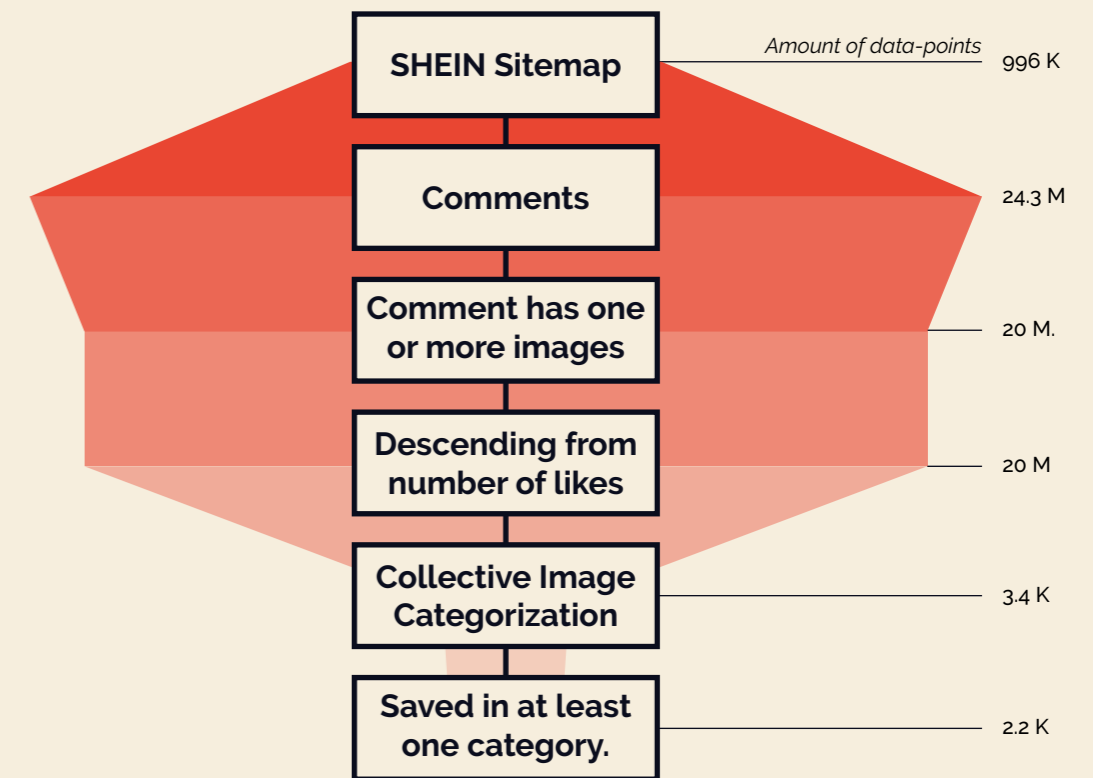 SHEIN Sitemap
Amount of data-points
996 K
Comments
24.3 M
Comment has one
or more images
20 M.
Descending from
number of likes
20 M
Collective Image
Categorization
3.4 K
Saved in at least
one category.
2.2 K